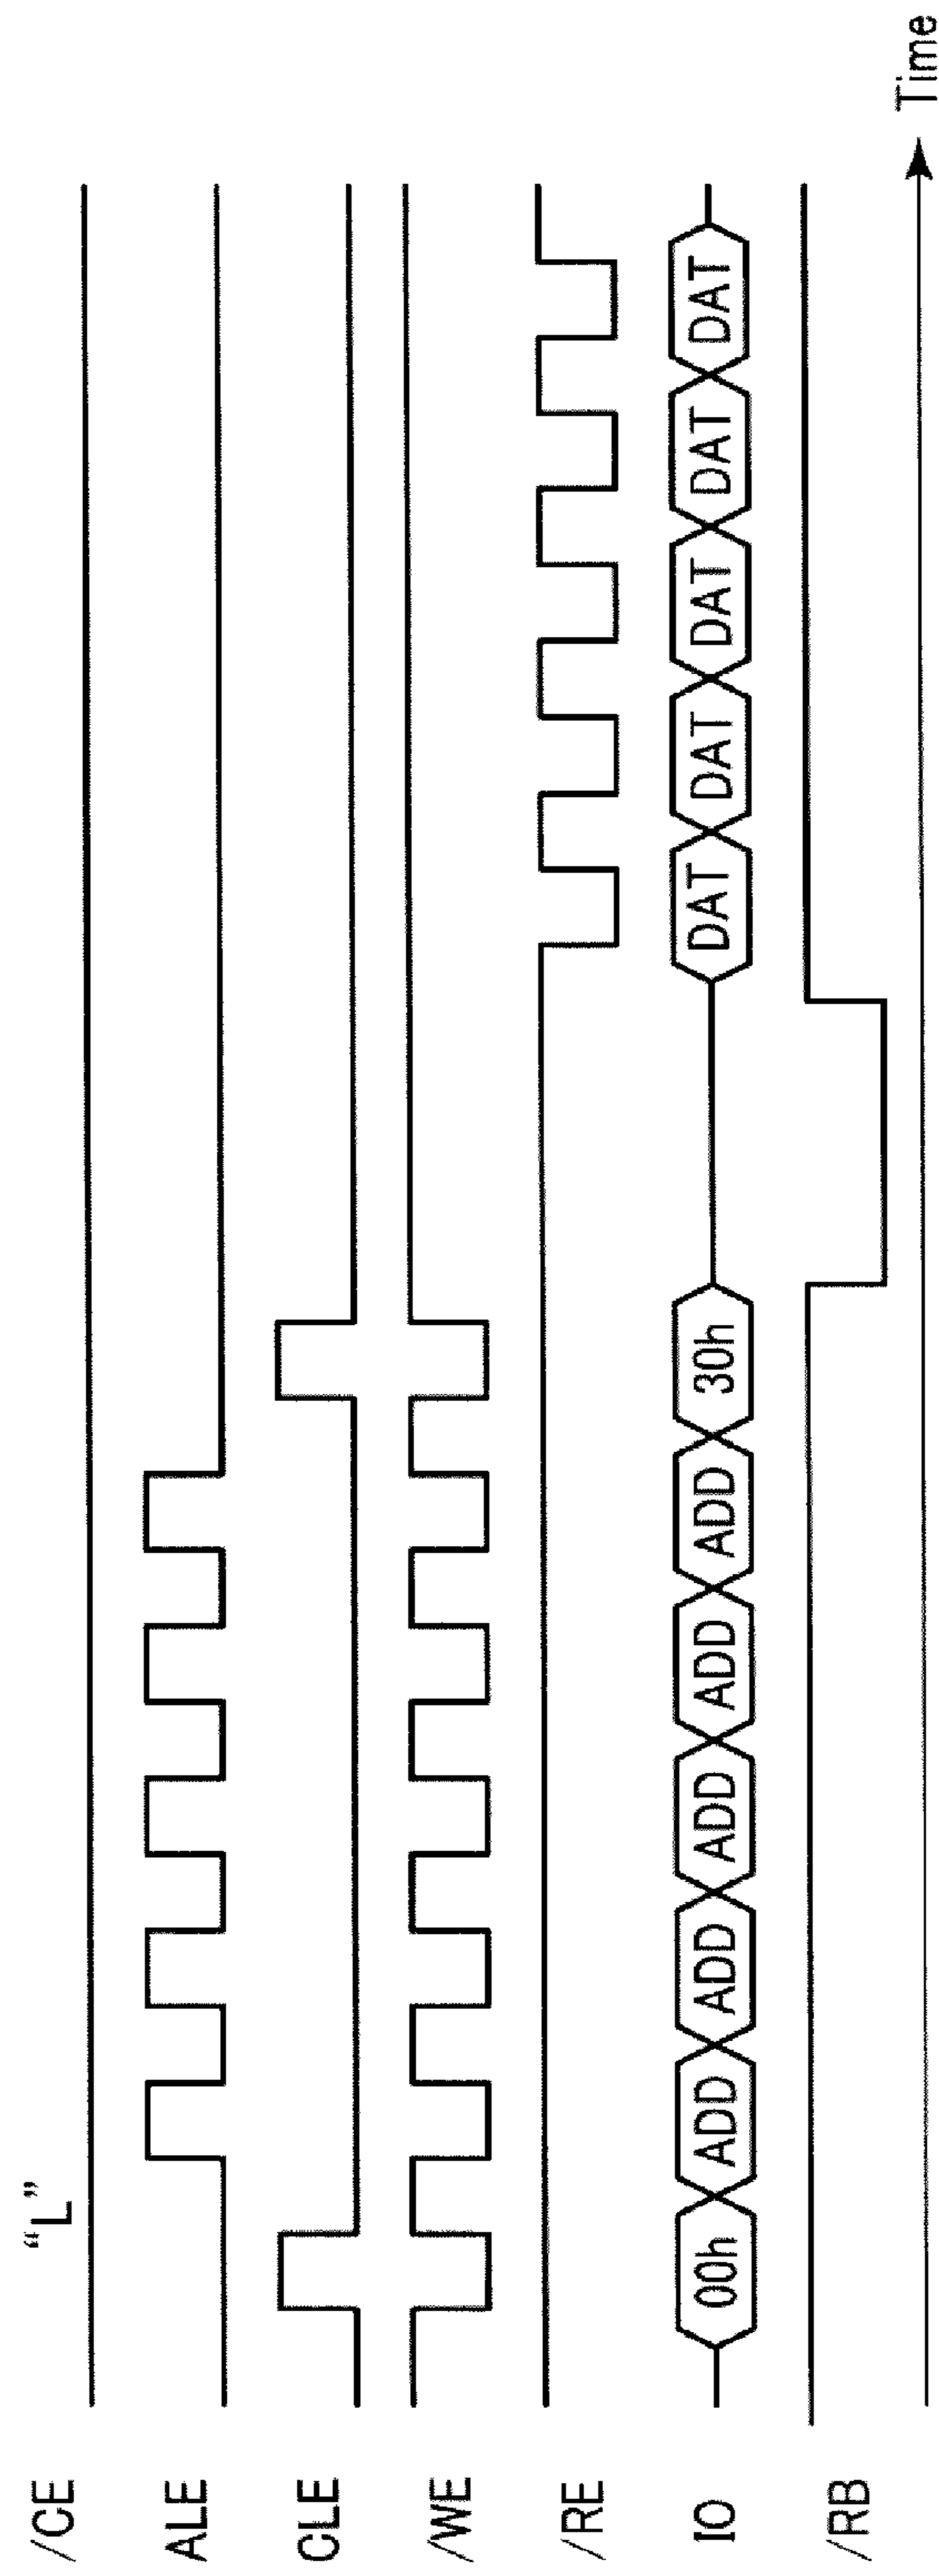 /CE "L"
ALE
CLE
/WE
/RE
IO 00h ADD ADD ADD ADD ADD 30h DAT DAT DAT DAT DAT
/RB
Time